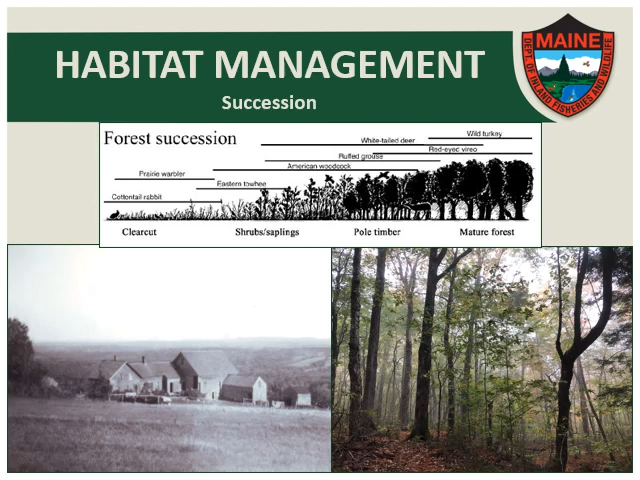 HABITAT MANAGEMENT
Succession
MAINE
DEPT. OF INLAND FISHERIES AND WILDLIFE
Forest succession
Wild turkey
White-tailed deer
Red-eyed vireo
Ruffed grouse
American woodcock
Prairie warbler
Eastern towhee
Cottontail rabbit
Clearcut Shrubs/saplings Pole timber Mature forest